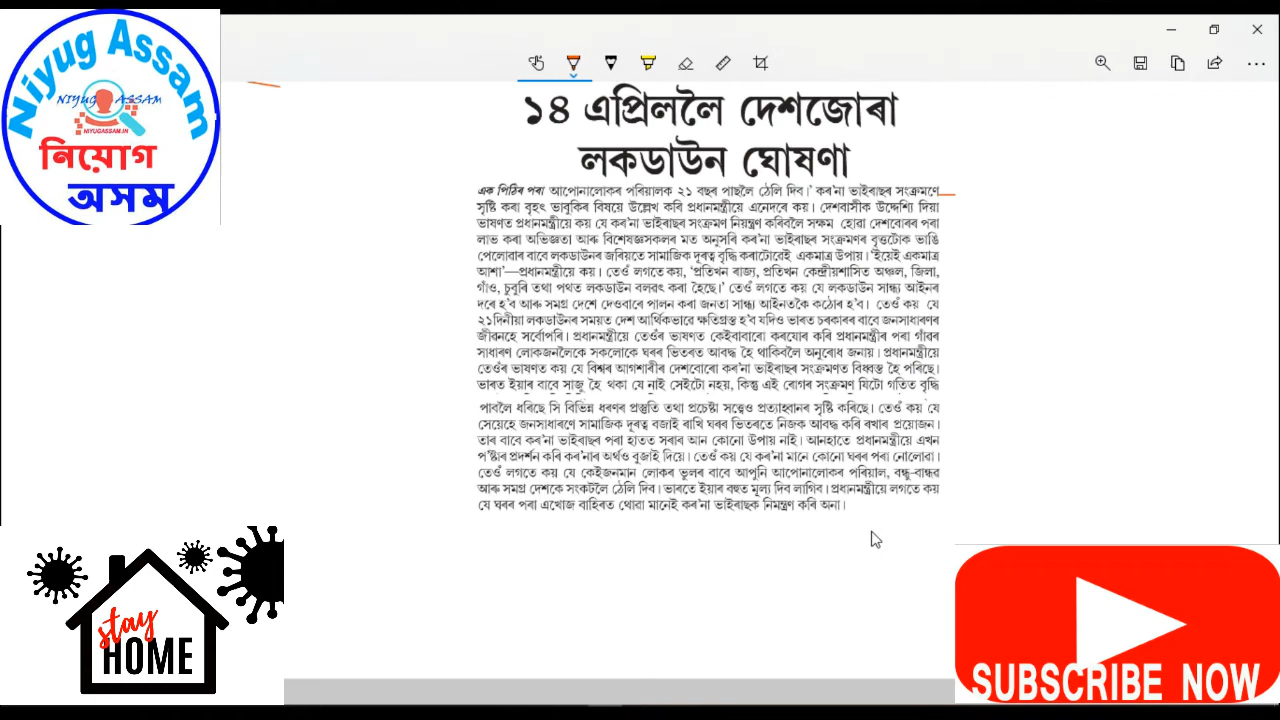 Niyug Assam
NIYUG ASSAM
NIYUGASSAM.IN
নিয়োগ
অসম
১৪ এপ্ৰিললৈ দেশজোৰা
লকডাউন ঘোষণা
এক পিঠিৰ পৰা আপোনালোকৰ পৰিয়ালক ২১ বছৰ পাছলৈ ঠেলি দিব।’ কৰ'না ভাইৰাছৰ সংক্ৰমণে
সৃষ্টি কৰা বৃহৎ ভাবুকিৰ বিষয়ে উল্লেখ কৰি প্ৰধানমন্ত্ৰীয়ে এনেদৰে কয়। দেশবাসীক উদ্দেশ্যি দিয়া
ভাষণত প্ৰধানমন্ত্ৰীয়ে কয় যে কৰ'না ভাইৰাছৰ সংক্ৰমণ নিয়ন্ত্ৰণ কৰিবলৈ সক্ষম হোৱা দেশবোৰৰ পৰা
লাভ কৰা অভিজ্ঞতা আৰু বিশেষজ্ঞসকলৰ মত অনুসৰি কৰ'না ভাইৰাছৰ সংক্ৰমণৰ বৃত্তটোক ভাঙি
পেলোৱাৰ বাবে লকডাউনৰ জৰিয়তে সামাজিক দূৰত্ব বৃদ্ধি কৰাটোৱেই একমাত্ৰ উপায়। ‘ইয়েই একমাত্ৰ
আশা’—প্ৰধানমন্ত্ৰীয়ে কয়। তেওঁ লগতে কয়, ‘প্ৰতিখন ৰাজ্য, প্ৰতিখন কেন্দ্ৰীয়শাসিত অঞ্চল, জিলা,
গাঁও, চুবুৰি তথা পথত লকডাউন বলৱৎ কৰা হৈছে।’ তেওঁ লগতে কয় যে লকডাউন সান্ধ্য আইনৰ
দৰে হ'ব আৰু সমগ্ৰ দেশে দেওবাৰে পালন কৰা জনতা সান্ধ্য আইনতকৈ কঠোৰ হ'ব। তেওঁ কয় যে
২১দিনীয়া লকডাউনৰ সময়ত দেশ আৰ্থিকভাৱে ক্ষতিগ্ৰস্ত হ'ব যদিও ভাৰত চৰকাৰৰ বাবে জনসাধাৰণৰ
জীৱনহে সৰ্বোপৰি। প্ৰধানমন্ত্ৰীয়ে তেওঁৰ ভাষণত কেইবাবাৰো কৰযোৰ কৰি প্ৰধানমন্ত্ৰীৰ পৰা গাঁৱৰ
সাধাৰণ লোকজনলৈকে সকলোকে ঘৰৰ ভিতৰত আবদ্ধ হৈ থাকিবলৈ অনুৰোধ জনায়। প্ৰধানমন্ত্ৰীয়ে
তেওঁৰ ভাষণত কয় যে বিশ্বৰ আগশাৰীৰ দেশবোৰো কৰ'না ভাইৰাছৰ সংক্ৰমণত বিধ্বস্ত হৈ পৰিছে।
ভাৰত ইয়াৰ বাবে সাজু হৈ থকা যে নাই সেইটো নহয়, কিন্তু এই ৰোগৰ সংক্ৰমণ যিটো গতিত বৃদ্ধি
পাবলৈ ধৰিছে সি বিভিন্ন ধৰণৰ প্ৰস্তুতি তথা প্ৰচেষ্টা সত্ত্বেও প্ৰত্যাহ্বানৰ সৃষ্টি কৰিছে। তেওঁ কয় যে
সেয়েহে জনসাধাৰণে সামাজিক দূৰত্ব বজাই ৰাখি ঘৰৰ ভিতৰতে নিজক আবদ্ধ কৰি ৰখাৰ প্ৰয়োজন।
তাৰ বাবে কৰ'না ভাইৰাছৰ পৰা হাতত সৰাৰ আন কোনো উপায় নাই। আনহাতে প্ৰধানমন্ত্ৰীয়ে এখন
প'ষ্টাৰ প্ৰদৰ্শন কৰি কৰ'নাৰ অৰ্থও বুজাই দিয়ে। তেওঁ কয় যে কৰ'না মানে কোনো ঘৰৰ পৰা নোলোৱা।
তেওঁ লগতে কয় যে কেইজনমান লোকৰ ভুলৰ বাবে আপুনি আপোনালোকৰ পৰিয়াল, বন্ধু-বান্ধৱ
আৰু সমগ্ৰ দেশকে সংকটলৈ ঠেলি দিব। ভাৰতে ইয়াৰ বহুত মূল্য দিব লাগিব। প্ৰধানমন্ত্ৰীয়ে লগতে কয়
যে ঘৰৰ পৰা এখোজ বাহিৰত থোৱা মানেই কৰ'না ভাইৰাছক নিমন্ত্ৰণ কৰি অনা।
stay
HOME
SUBSCRIBE NOW